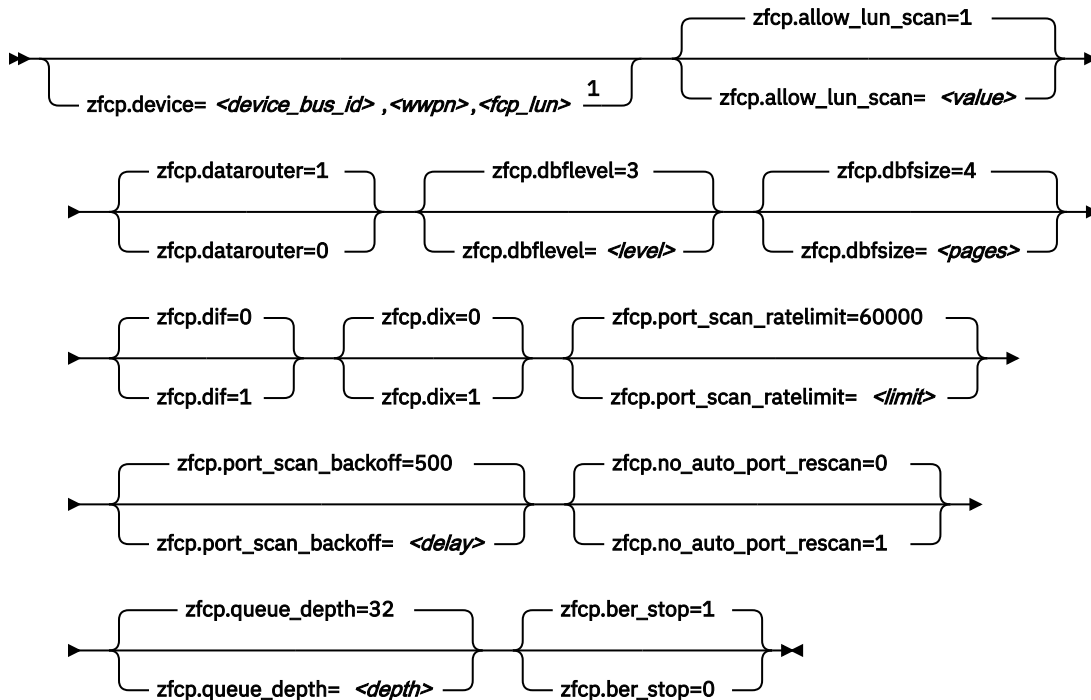 zfcp.allow_lun_scan=1
zfcp.device= <device_bus_id> ,<wwpn>,<fcp_lun> 1
zfcp.allow_lun_scan= <value>
zfcp.datarouter=1 zfcp.dbflevel=3 zfcp.dbfsize=4
zfcp.datarouter=0 zfcp.dbflevel= <level> zfcp.dbfsize= <pages>
zfcp.dif=0 zfcp.dix=0 zfcp.port_scan_ratelimit=60000
zfcp.dif=1 zfcp.dix=1 zfcp.port_scan_ratelimit= <limit>
zfcp.port_scan_backoff=500 zfcp.no_auto_port_rescan=0
zfcp.port_scan_backoff= <delay> zfcp.no_auto_port_rescan=1
zfcp.queue_depth=32 zfcp.ber_stop=1
zfcp.queue_depth= <depth> zfcp.ber_stop=0